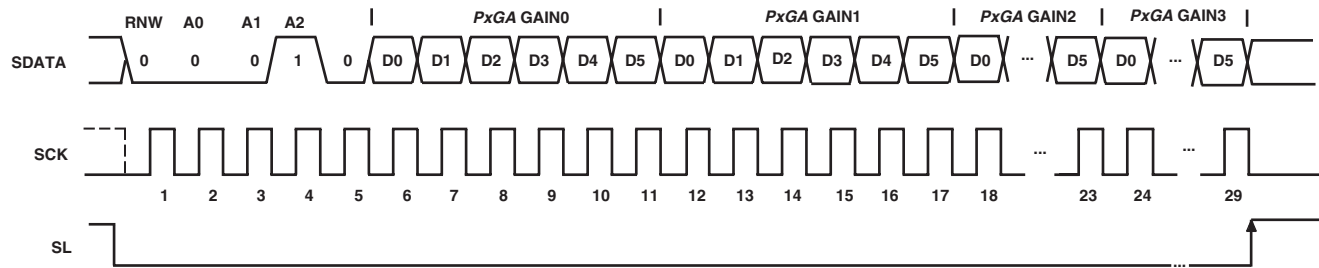 PxGA GAIN0 PxGA GAIN1 PxGA GAIN2 PxGA GAIN3
RNW A0 A1 A2
SDATA 0 0 0 1 0 D0 D1 D2 D3 D4 D5 D0 D1 D2 D3 D4 D5 D0 ... D5 D0 ... D5
SCK ... ...
1 2 3 4 5 6 7 8 9 10 11 12 13 14 15 16 17 18 23 24 29
SL ...